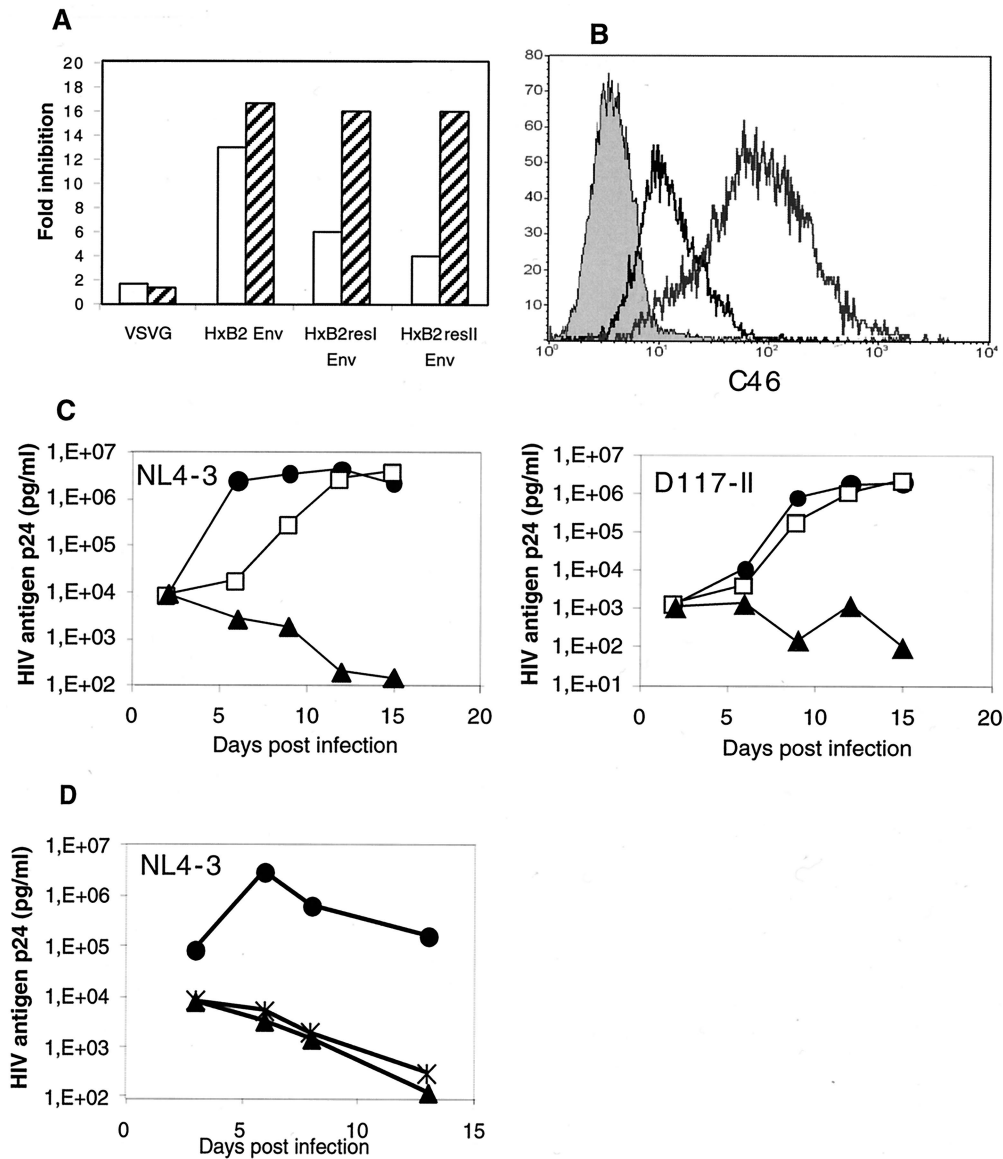 A
20
18
16
14
12
10
8
6
4
2
0
Fold inhibition
VSVG HxB2 Env HxB2resI Env HxB2resII Env
B
80
70
60
50
40
30
20
10
10⁰ 10¹ 10² 10³ 10⁴
C46
C
NL4-3
1,E+07
1,E+06
1,E+05
1,E+04
1,E+03
1,E+02
HIV antigen p24 (pg/ml)
0 5 10 15 20
Days post infection
D117-II
1,E+07
1,E+06
1,E+05
1,E+04
1,E+03
1,E+02
1,E+01
HIV antigen p24 (pg/ml)
0 5 10 15 20
Days post infection
D
NL4-3
1,E+07
1,E+06
1,E+05
1,E+04
1,E+03
1,E+02
HIV antigen p24 (pg/ml)
0 5 10 15
Days post infection